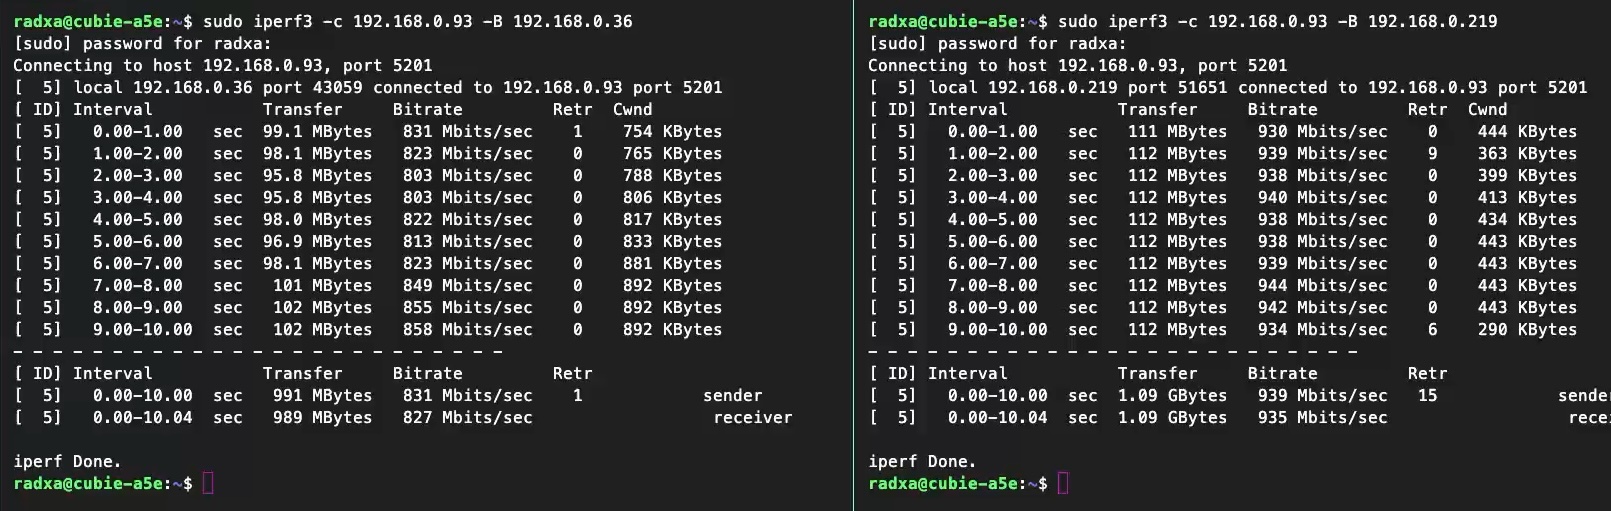 radxa@cubie-a5e:~$ sudo iperf3 -c 192.168.0.93 -B 192.168.0.36
[sudo] password for radxa:
Connecting to host 192.168.0.93, port 5201
[  5] local 192.168.0.36 port 43059 connected to 192.168.0.93 port 5201
[ ID] Interval           Transfer     Bitrate         Retr  Cwnd
[  5]   0.00-1.00   sec  99.1 MBytes   831 Mbits/sec    1    754 KBytes
[  5]   1.00-2.00   sec  98.1 MBytes   823 Mbits/sec    0    765 KBytes
[  5]   2.00-3.00   sec  95.8 MBytes   803 Mbits/sec    0    788 KBytes
[  5]   3.00-4.00   sec  95.8 MBytes   803 Mbits/sec    0    806 KBytes
[  5]   4.00-5.00   sec  98.0 MBytes   822 Mbits/sec    0    817 KBytes
[  5]   5.00-6.00   sec  96.9 MBytes   813 Mbits/sec    0    833 KBytes
[  5]   6.00-7.00   sec  98.1 MBytes   823 Mbits/sec    0    881 KBytes
[  5]   7.00-8.00   sec   101 MBytes   849 Mbits/sec    0    892 KBytes
[  5]   8.00-9.00   sec   102 MBytes   855 Mbits/sec    0    892 KBytes
[  5]   9.00-10.00  sec   102 MBytes   858 Mbits/sec    0    892 KBytes
- - - - - - - - - - - - - - - - - - - - - - - - -
[ ID] Interval           Transfer     Bitrate         Retr
[  5]   0.00-10.00  sec   991 MBytes   831 Mbits/sec    1             sender
[  5]   0.00-10.04  sec   989 MBytes   827 Mbits/sec                  receiver
iperf Done.
radxa@cubie-a5e:~$
radxa@cubie-a5e:~$ sudo iperf3 -c 192.168.0.93 -B 192.168.0.219
[sudo] password for radxa:
Connecting to host 192.168.0.93, port 5201
[  5] local 192.168.0.219 port 51651 connected to 192.168.0.93 port 5201
[ ID] Interval           Transfer     Bitrate         Retr  Cwnd
[  5]   0.00-1.00   sec   111 MBytes   930 Mbits/sec    0    444 KBytes
[  5]   1.00-2.00   sec   112 MBytes   939 Mbits/sec    9    363 KBytes
[  5]   2.00-3.00   sec   112 MBytes   938 Mbits/sec    0    399 KBytes
[  5]   3.00-4.00   sec   112 MBytes   940 Mbits/sec    0    413 KBytes
[  5]   4.00-5.00   sec   112 MBytes   938 Mbits/sec    0    434 KBytes
[  5]   5.00-6.00   sec   112 MBytes   938 Mbits/sec    0    443 KBytes
[  5]   6.00-7.00   sec   112 MBytes   939 Mbits/sec    0    443 KBytes
[  5]   7.00-8.00   sec   112 MBytes   944 Mbits/sec    0    443 KBytes
[  5]   8.00-9.00   sec   112 MBytes   942 Mbits/sec    0    443 KBytes
[  5]   9.00-10.00  sec   112 MBytes   934 Mbits/sec    6    290 KBytes
- - - - - - - - - - - - - - - - - - - - - - - - -
[ ID] Interval           Transfer     Bitrate         Retr
[  5]   0.00-10.00  sec  1.09 GBytes   939 Mbits/sec   15             sende
[  5]   0.00-10.04  sec  1.09 GBytes   935 Mbits/sec                  rece
iperf Done.
radxa@cubie-a5e:~$